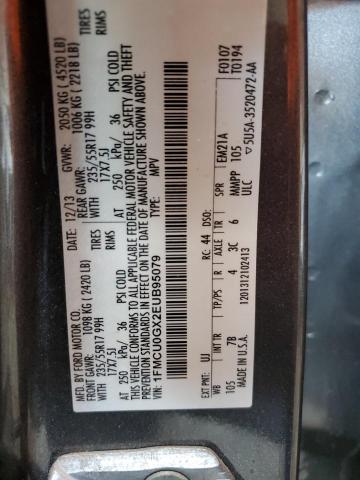 MFD. BY FORD MOTOR CO.
DATE: 12/13
GVWR: 2050 KG ( 4520 LB)
FRONT GAWR: 1098 KG ( 2420 LB)
REAR GAWR: 1006 KG ( 2218 LB)
235/55R17 99H TIRES
235/55R17 99H TIRES
17X7.5J RIMS
17X7.5J RIMS
AT 250 kPa/ 36 PSI COLD
AT 250 kPa/ 36 PSI COLD
THIS VEHICLE CONFORMS TO ALL APPLICABLE FEDERAL MOTOR VEHICLE SAFETY AND THEFT
PREVENTION STANDARDS IN EFFECT ON THE DATE OF MANUFACTURE SHOWN ABOVE.
VIN: 1FMCU0GX2EUB95079
TYPE: MPV
F0107
T0194
EXT PNT: UJ RC: 44 DSO:
WB INT TR TP/PS R AXLE TR SPR EM21A
105 7B 4 3C 6 MMPP 105
MADE IN U.S.A. 1201312102413 ULC
5U5A-3520472-AA